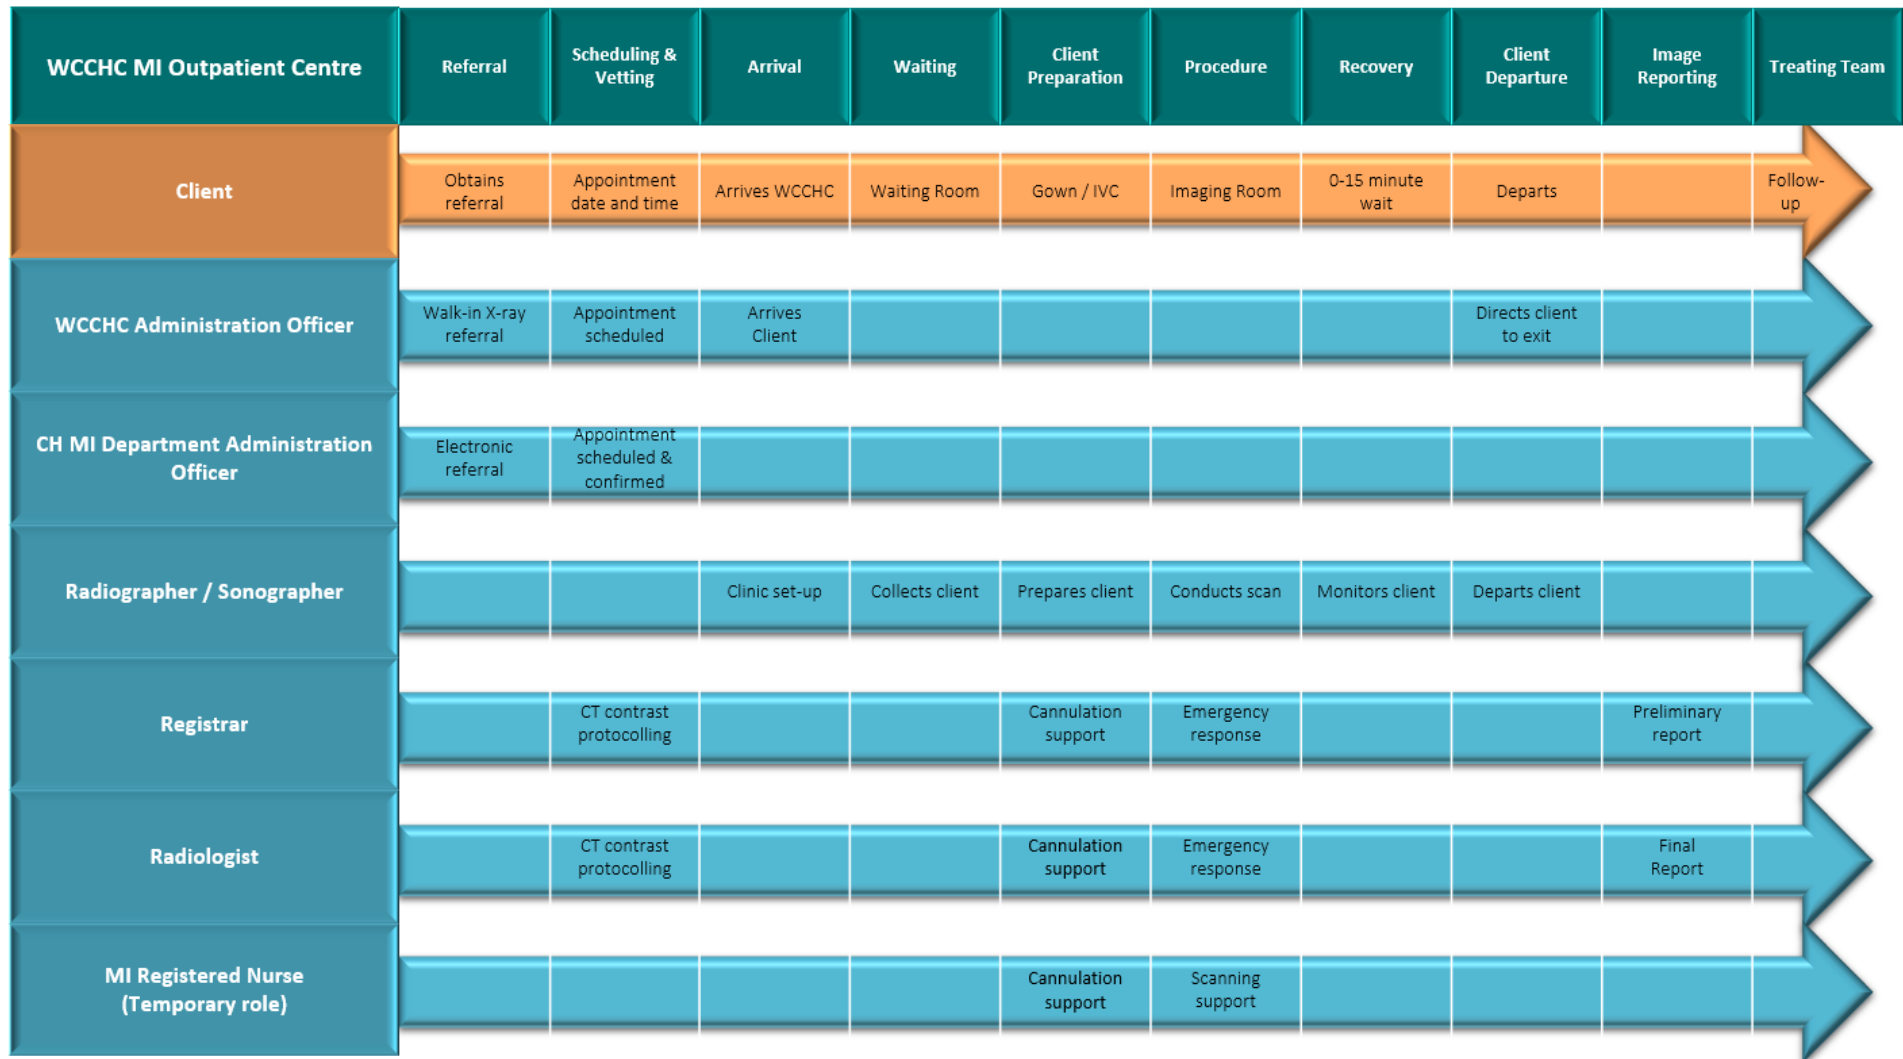 WCCHC MI Outpatient Centre
Referral
Scheduling &
Vetting
Arrival
Waiting
Client
Preparation
Procedure
Recovery
Client
Departure
Image
Reporting
Treating Team
Client
Obtains
referral
Appointment
date and time
Arrives WCCHC
Waiting Room
Gown / IVC
Imaging Room
0-15 minute
wait
Departs
Follow-
up
WCCHC Administration Officer
Walk-in X-ray
referral
Appointment
scheduled
Arrives
Client
Directs client
to exit
CH MI Department Administration
Officer
Electronic
referral
Appointment
scheduled &
confirmed
Radiographer / Sonographer
Clinic set-up
Collects client
Prepares client
Conducts scan
Monitors client
Departs client
Registrar
CT contrast
protocolling
Cannulation
support
Emergency
response
Preliminary
report
Radiologist
CT contrast
protocolling
Cannulation
support
Emergency
response
Final
Report
MI Registered Nurse
(Temporary role)
Cannulation
support
Scanning
support